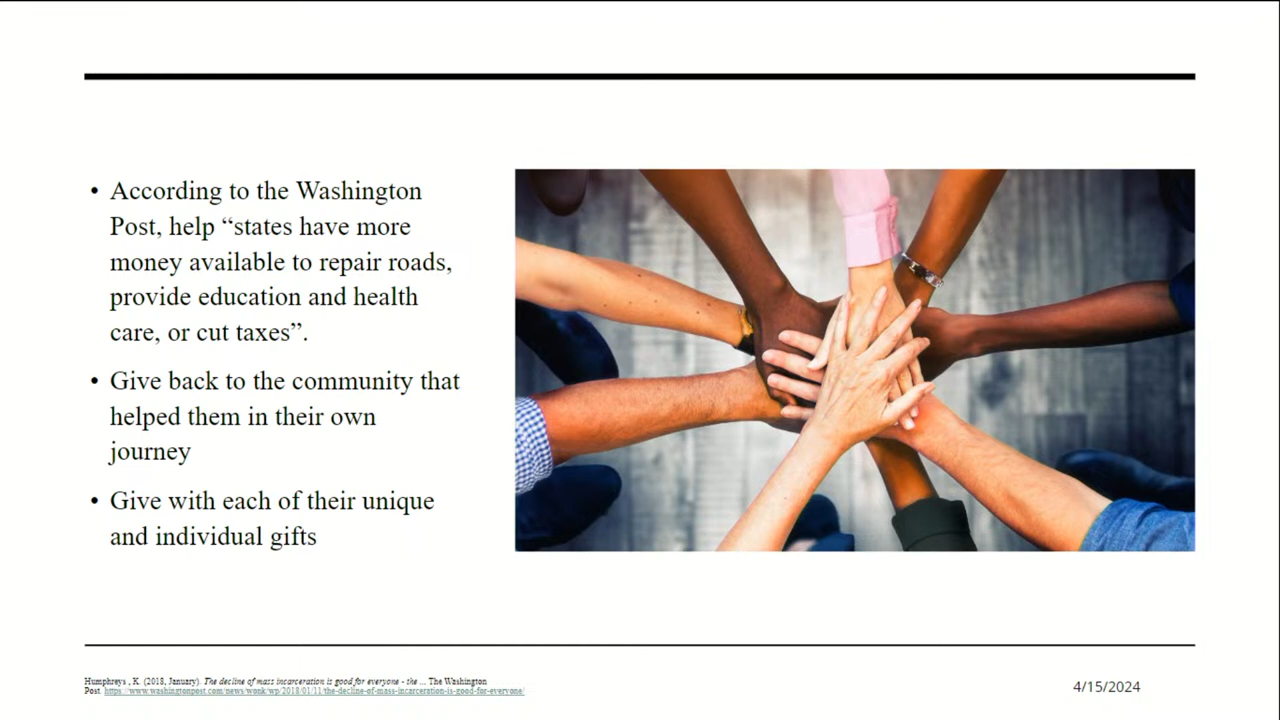 • According to the Washington
Post, help “states have more
money available to repair roads,
provide education and health
care, or cut taxes”.
• Give back to the community that
helped them in their own
journey
• Give with each of their unique
and individual gifts
Humphreys , K. (2018, January). The decline of mass incarceration is good for everyone - the ... The Washington
Post. https://www.washingtonpost.com/news/wonk/wp/2018/01/11/the-decline-of-mass-incarceration-is-good-for-everyone/
4/15/2024